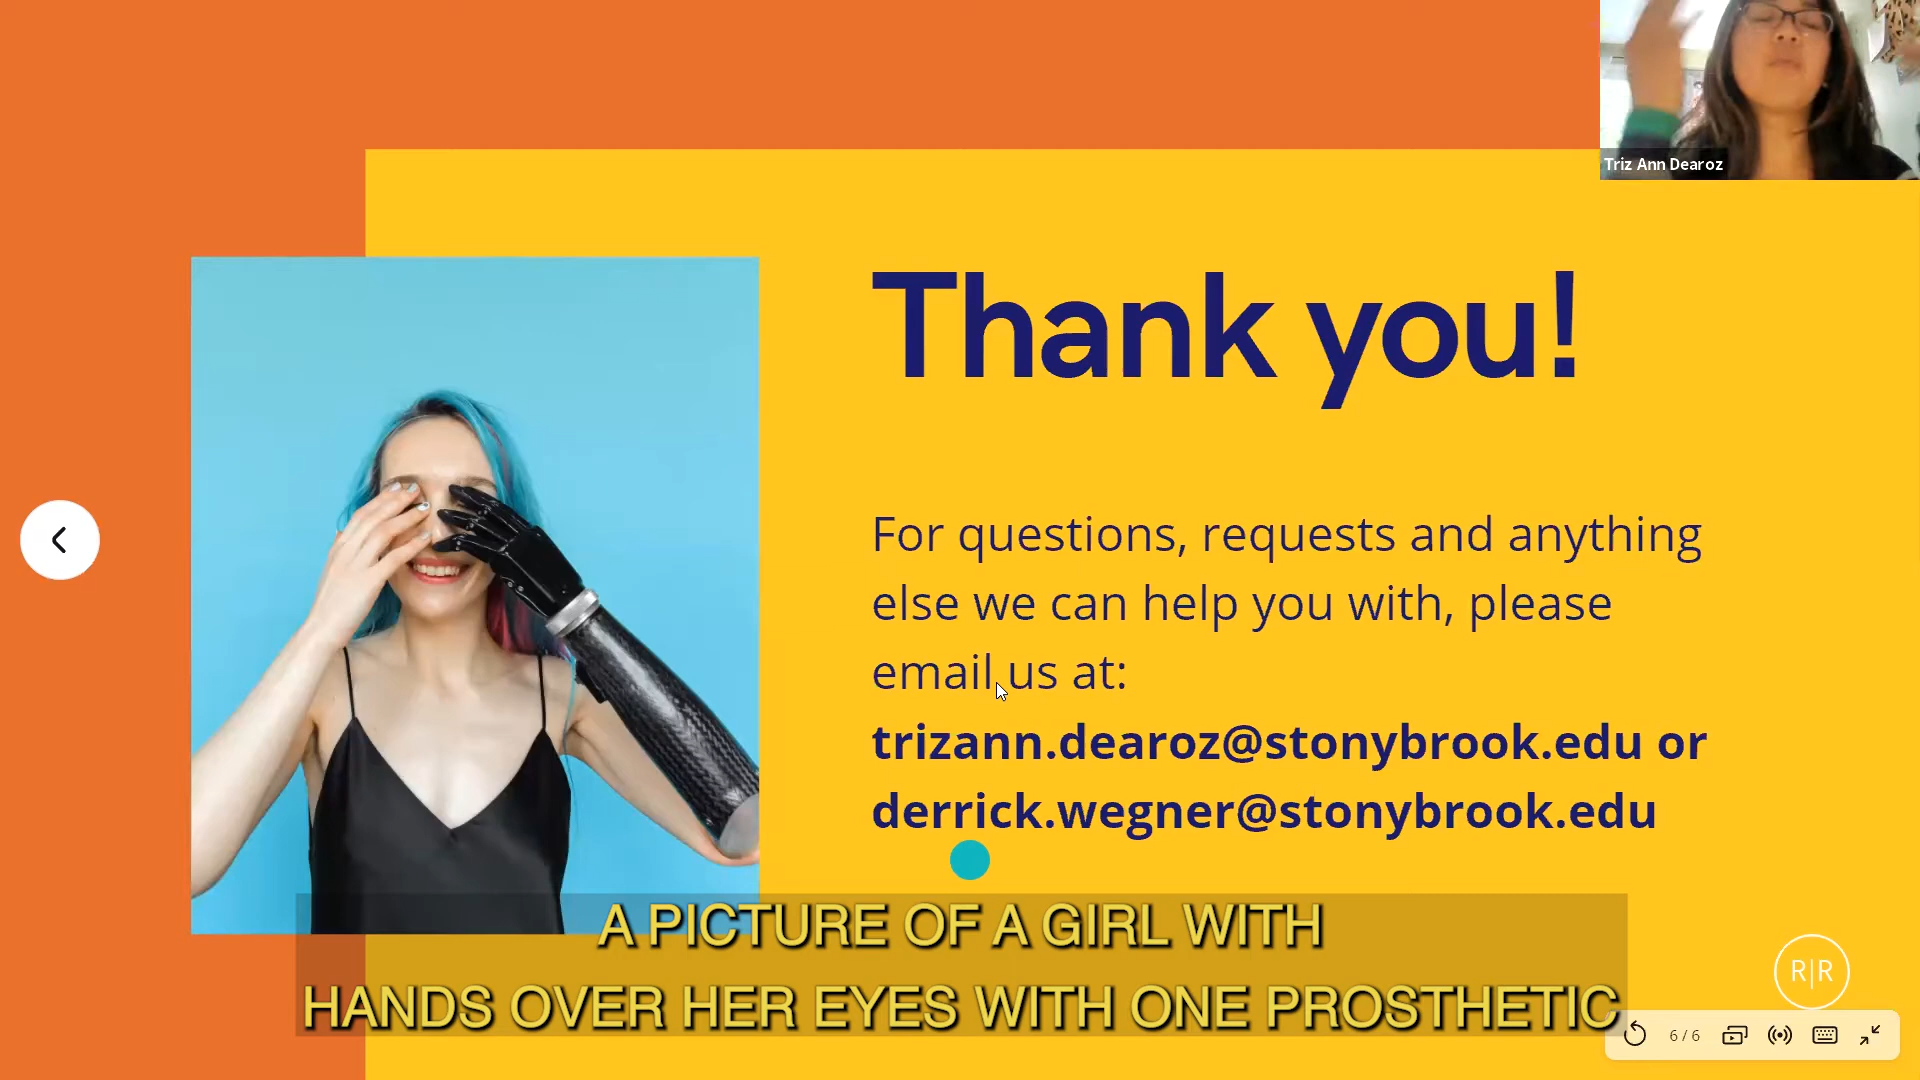 Triz Ann Dearoz
Thank you!
For questions, requests and anything
else we can help you with, please
email us at:
trizann.dearoz@stonybrook.edu or
derrick.wegner@stonybrook.edu
A PICTURE OF A GIRL WITH
HANDS OVER HER EYES WITH ONE PROSTHETIC
R|R
6 / 6